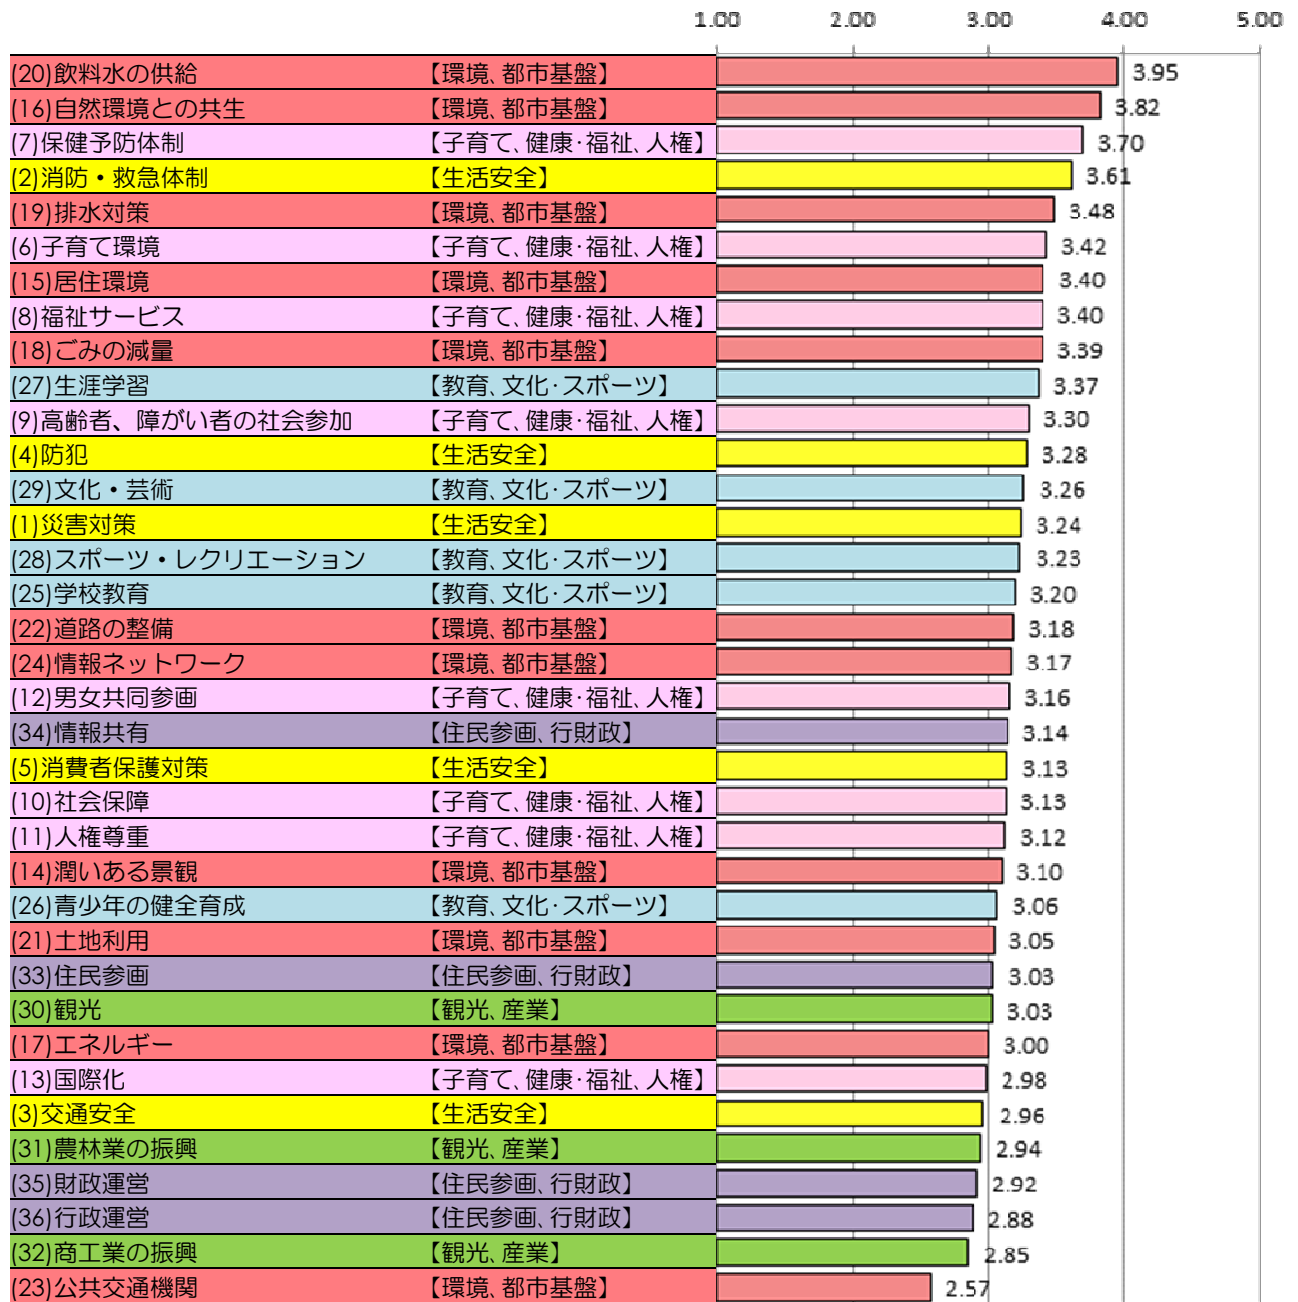 1.00 2.00 3.00 4.00 5.00
(20)飲料水の供給 【環境、都市基盤】 3.95
(16)自然環境との共生 【環境、都市基盤】 3.82
(7)保健予防体制 【子育て、健康・福祉、人権】 3.70
(2)消防・救急体制 【生活安全】 3.61
(19)排水対策 【環境、都市基盤】 3.48
(6)子育て環境 【子育て、健康・福祉、人権】 3.42
(15)居住環境 【環境、都市基盤】 3.40
(8)福祉サービス 【子育て、健康・福祉、人権】 3.40
(18)ごみの減量 【環境、都市基盤】 3.39
(27)生涯学習 【教育、文化・スポーツ】 3.37
(9)高齢者、障がい者の社会参加 【子育て、健康・福祉、人権】 3.30
(4)防犯 【生活安全】 3.28
(29)文化・芸術 【教育、文化・スポーツ】 3.26
(1)災害対策 【生活安全】 3.24
(28)スポーツ・レクリエーション 【教育、文化・スポーツ】 3.23
(25)学校教育 【教育、文化・スポーツ】 3.20
(22)道路の整備 【環境、都市基盤】 3.18
(24)情報ネットワーク 【環境、都市基盤】 3.17
(12)男女共同参画 【子育て、健康・福祉、人権】 3.16
(34)情報共有 【住民参画、行財政】 3.14
(5)消費者保護対策 【生活安全】 3.13
(10)社会保障 【子育て、健康・福祉、人権】 3.13
(11)人権尊重 【子育て、健康・福祉、人権】 3.12
(14)潤いある景観 【環境、都市基盤】 3.10
(26)青少年の健全育成 【教育、文化・スポーツ】 3.06
(21)土地利用 【環境、都市基盤】 3.05
(33)住民参画 【住民参画、行財政】 3.03
(30)観光 【観光、産業】 3.03
(17)エネルギー 【環境、都市基盤】 3.00
(13)国際化 【子育て、健康・福祉、人権】 2.98
(3)交通安全 【生活安全】 2.96
(31)農林業の振興 【観光、産業】 2.94
(35)財政運営 【住民参画、行財政】 2.92
(36)行政運営 【住民参画、行財政】 2.88
(32)商工業の振興 【観光、産業】 2.85
(23)公共交通機関 【環境、都市基盤】 2.57